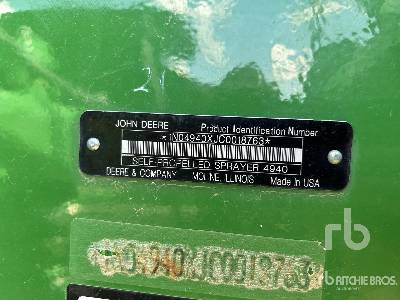 JOHN DEERE Product Identification Number
*1N04940XJC0018763*
SELF-PROPELLED SPRAYER 4940
DEERE & COMPANY MOLINE, ILLINOIS Made In USA
rb
Ritchie Bros.